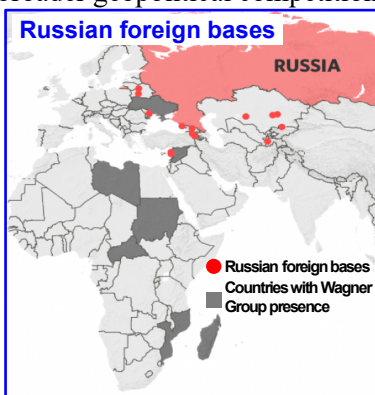 Russian foreign bases
RUSSIA
Russian foreign bases
Countries with Wagner
Group presence